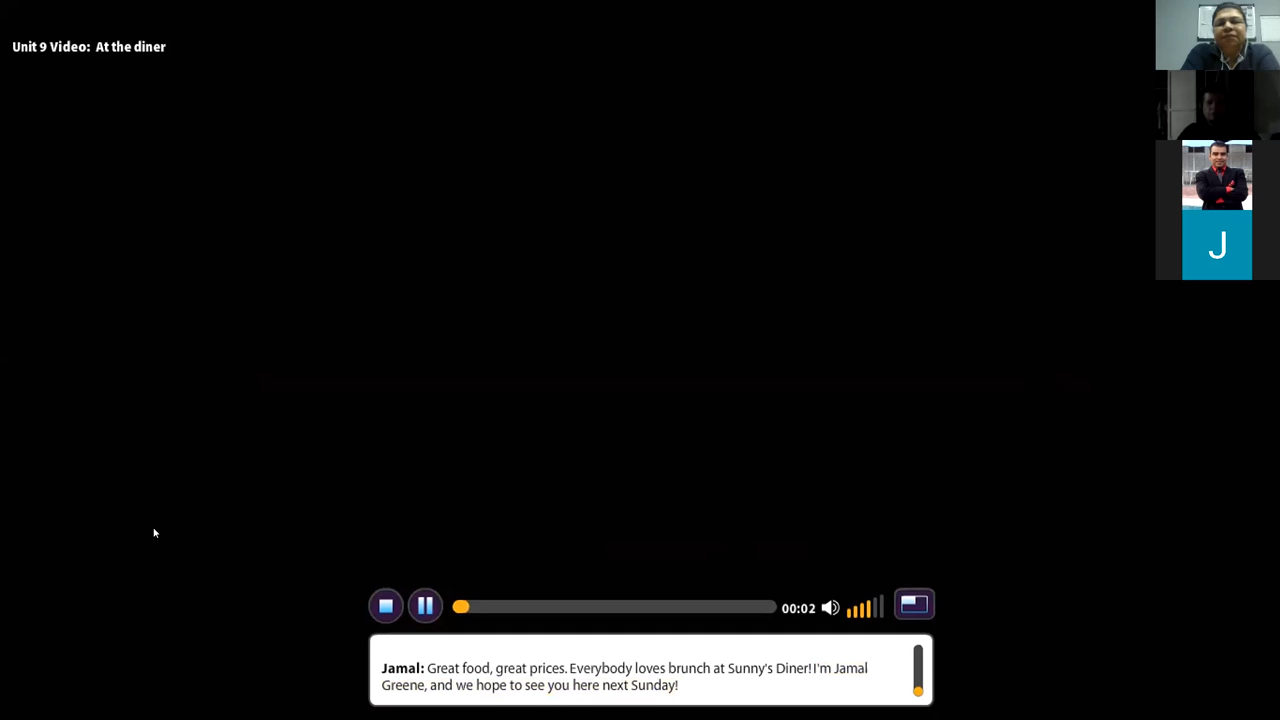 Unit 9 Video:  At the diner
J
00:02
Jamal: Great food, great prices. Everybody loves brunch at Sunny's Diner! I'm Jamal
Greene, and we hope to see you here next Sunday!